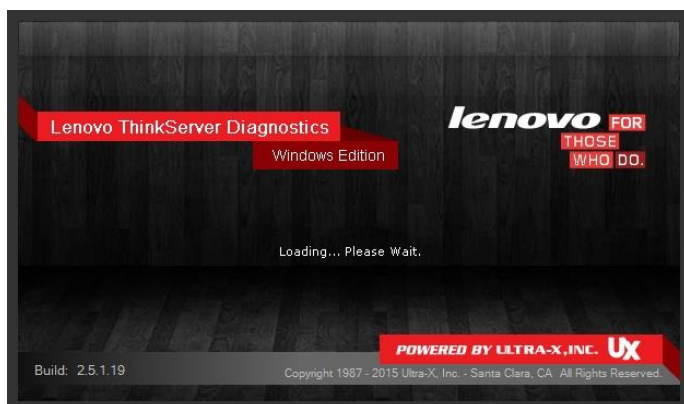 Lenovo ThinkServer Diagnostics
Windows Edition
lenovo FOR
THOSE
WHO DO.
Loading... Please Wait.
POWERED BY ULTRA-X, INC. UX
Build: 2.5.1.19
Copyright 1987 - 2015 Ultra-X, Inc. - Santa Clara, CA All Rights Reserved.